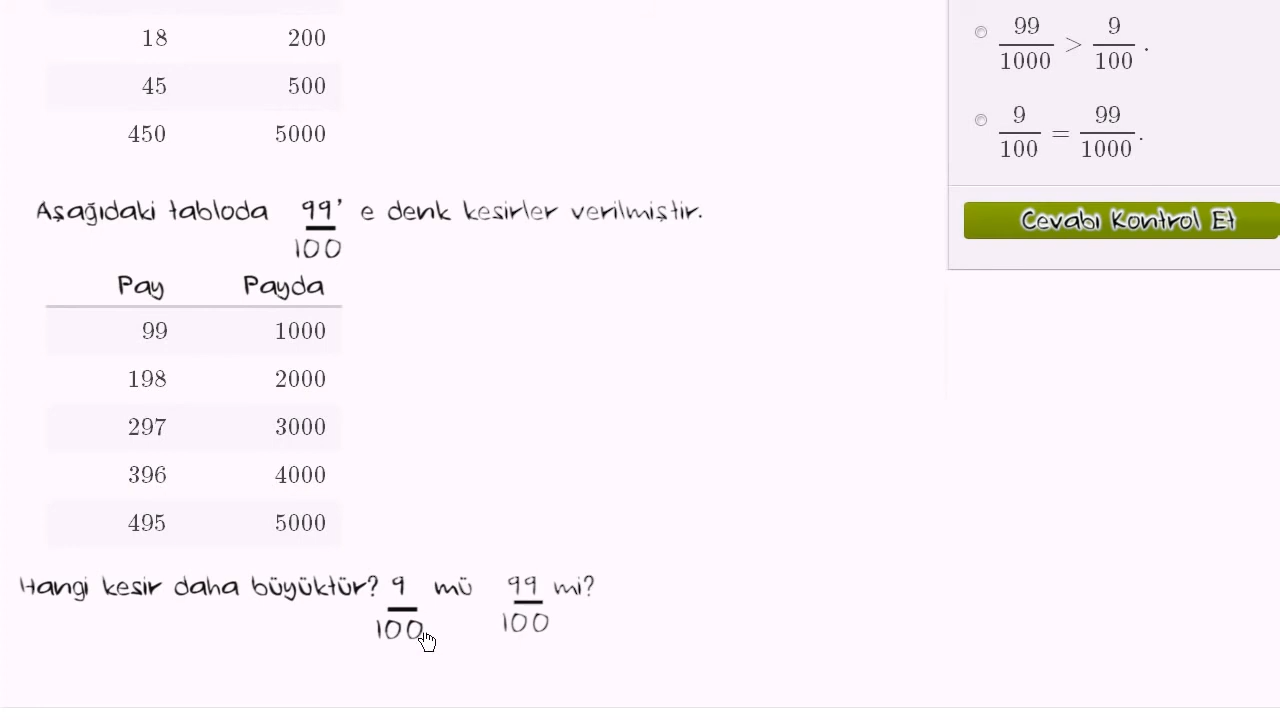 18 200
45 500
450 5000
Aşağıdaki tabloda 99/100' e denk kesirler verilmiştir.
Pay Payda
99 1000
198 2000
297 3000
396 4000
495 5000
Hangi kesir daha büyüktür? 9/100 mü 99/100 mi?
99/1000 > 9/100.
9/100 = 99/1000.
Cevabı Kontrol Et